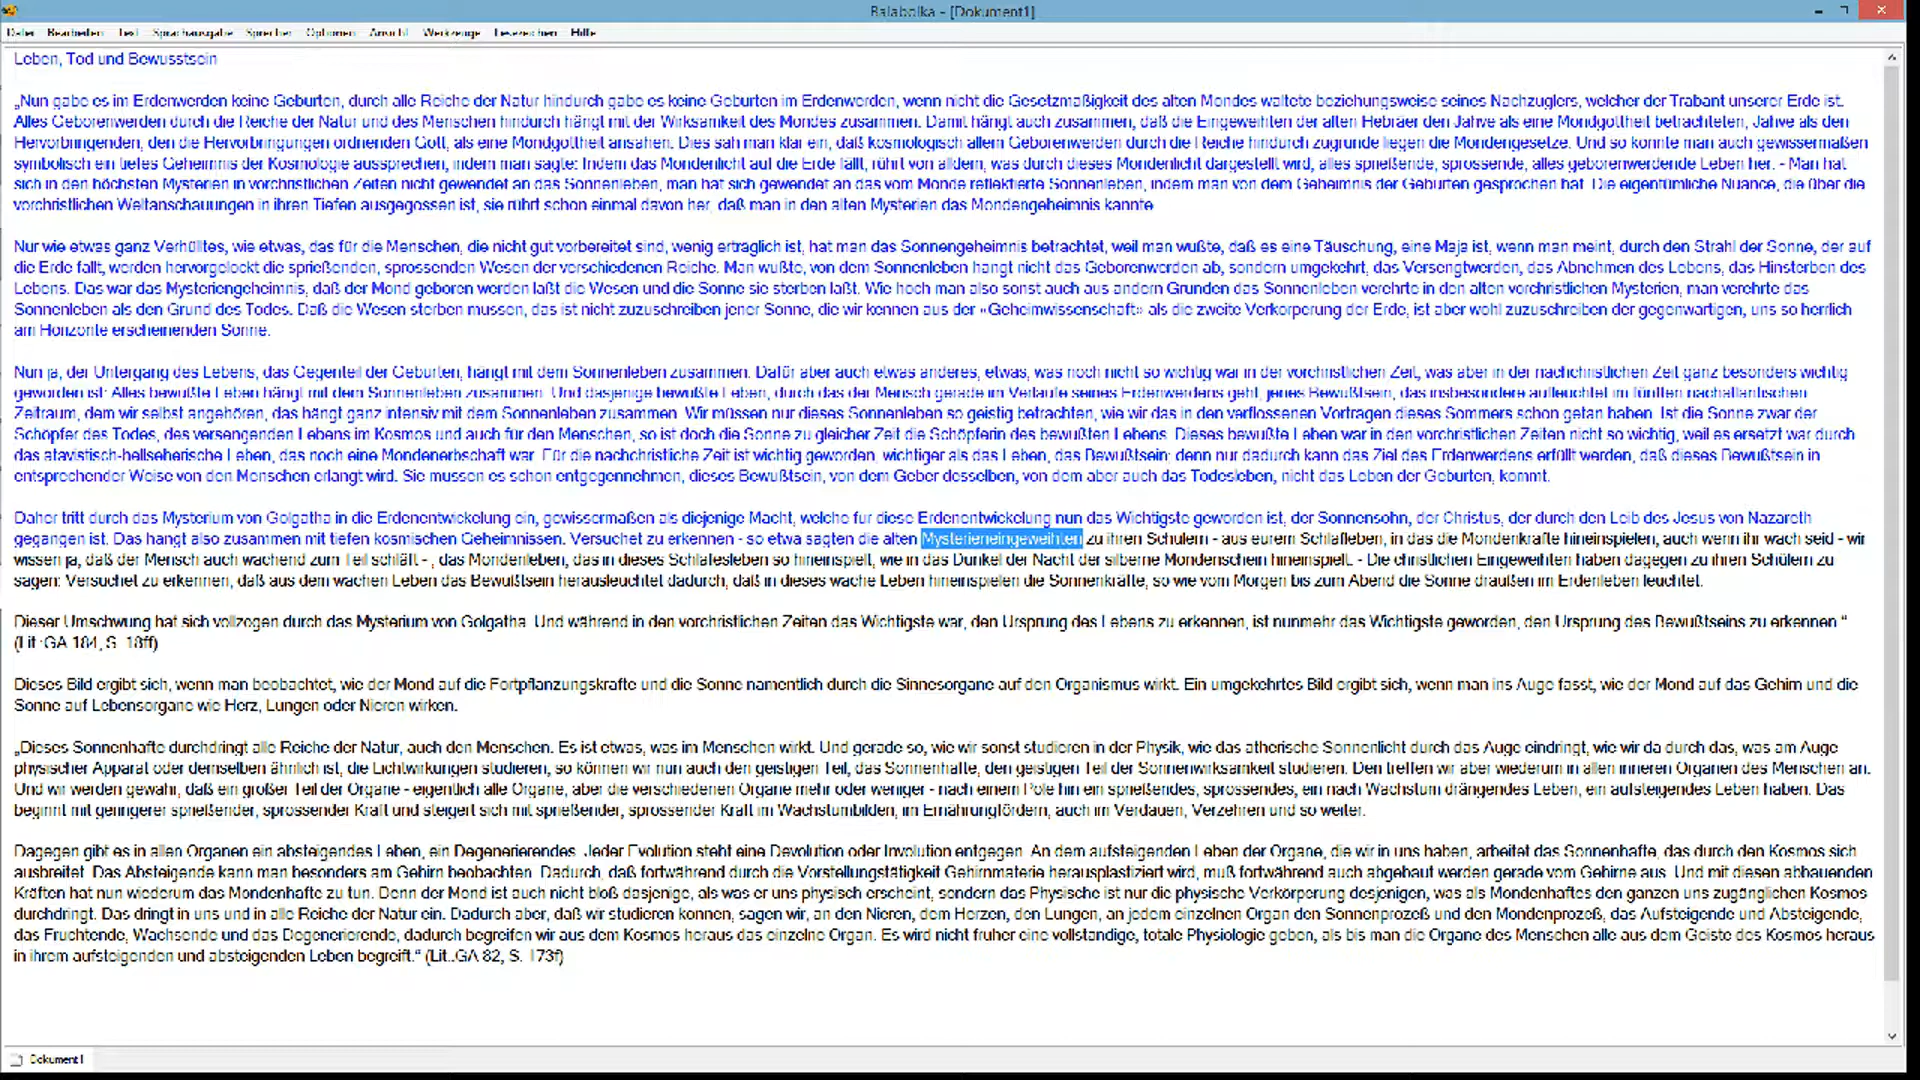 Balabolka - [Dokument1]
Datei Bearbeiten Text Sprachausgabe Sprecher Optionen Ansicht Werkzeuge Lesezeichen Hilfe
Leben, Tod und Bewusstsein
„Nun gäbe es im Erdenwerden keine Geburten, durch alle Reiche der Natur hindurch gäbe es keine Geburten im Erdenwerden, wenn nicht die Gesetzmäßigkeit des alten Mondes waltete beziehungsweise seines Nachzüglers, welcher der Trabant unserer Erde ist.
Alles Geborenwerden durch die Reiche der Natur und des Menschen hindurch hängt mit der Wirksamkeit des Mondes zusammen. Damit hängt auch zusammen, daß die Eingeweihten der alten Hebräer den Jahve als eine Mondgottheit betrachteten, Jahve als den
Hervorbringenden, den die Hervorbringungen ordnenden Gott, als eine Mondgottheit ansahen. Dies sah man klar ein, daß kosmologisch allem Geborenwerden durch die Reiche hindurch zugrunde liegen die Mondengesetze. Und so konnte man auch gewissermaßen
symbolisch ein tiefes Geheimnis der Kosmologie aussprechen, indem man sagte: Indem das Mondenlicht auf die Erde fällt, rührt von alldem, was durch dieses Mondenlicht dargestellt wird, alles sprießende, sprossende, alles geborenwerdende Leben her. - Man hat
sich in den höchsten Mysterien in vorchristlichen Zeiten nicht gewendet an das Sonnenleben, man hat sich gewendet an das vom Monde reflektierte Sonnenleben, indem man von dem Geheimnis der Geburten gesprochen hat. Die eigentümliche Nuance, die über die
vorchristlichen Weltanschauungen in ihren Tiefen ausgegossen ist, sie rührt schon einmal davon her, daß man in den alten Mysterien das Mondengeheimnis kannte.
Nur wie etwas ganz Verhülltes, wie etwas, das für die Menschen, die nicht gut vorbereitet sind, wenig erträglich ist, hat man das Sonnengeheimnis betrachtet, weil man wußte, daß es eine Täuschung, eine Maja ist, wenn man meint, durch den Strahl der Sonne, der auf
die Erde fällt, werden hervorgelockt die sprießenden, sprossenden Wesen der verschiedenen Reiche. Man wußte, von dem Sonnenleben hängt nicht das Geborenwerden ab, sondern umgekehrt, das Versengtwerden, das Abnehmen des Lebens, das Hinsterben des
Lebens. Das war das Mysteriengeheimnis, daß der Mond geboren werden läßt die Wesen und die Sonne sie sterben läßt. Wie hoch man also sonst auch aus andern Gründen das Sonnenleben verehrte in den alten vorchristlichen Mysterien, man verehrte das
Sonnenleben als den Grund des Todes. Daß die Wesen sterben müssen, das ist nicht zuzuschreiben jener Sonne, die wir kennen aus der «Geheimwissenschaft» als die zweite Verkörperung der Erde, ist aber wohl zuzuschreiben der gegenwärtigen, uns so herrlich
am Horizonte erscheinenden Sonne.
Nun ja, der Untergang des Lebens, das Gegenteil der Geburten, hängt mit dem Sonnenleben zusammen. Dafür aber auch etwas anderes, etwas, was noch nicht so wichtig war in der vorchristlichen Zeit, was aber in der nachchristlichen Zeit ganz besonders wichtig
geworden ist: Alles bewußte Leben hängt mit dem Sonnenleben zusammen. Und dasjenige bewußte Leben, durch das der Mensch gerade im Verlaufe seines Erdenwerdens geht, jenes Bewußtsein, das insbesondere aufleuchtet im fünften nachatlantischen
Zeitraum, dem wir selbst angehören, das hängt ganz intensiv mit dem Sonnenleben zusammen. Wir müssen nur dieses Sonnenleben so geistig betrachten, wie wir das in den verflossenen Vorträgen dieses Sommers schon getan haben. Ist die Sonne zwar der
Schöpfer des Todes, des versengenden Lebens im Kosmos und auch für den Menschen, so ist doch die Sonne zu gleicher Zeit die Schöpferin des bewußten Lebens. Dieses bewußte Leben war in den vorchristlichen Zeiten nicht so wichtig, weil es ersetzt war durch
das atavistisch-hellseherische Leben, das noch eine Mondenerbschaft war. Für die nachchristliche Zeit ist wichtig geworden, wichtiger als das Leben, das Bewußtsein; denn nur dadurch kann das Ziel des Erdenwerdens erfüllt werden, daß dieses Bewußtsein in
entsprechender Weise von den Menschen erlangt wird. Sie müssen es schon entgegennehmen, dieses Bewußtsein, von dem Geber desselben, von dem aber auch das Todesleben, nicht das Leben der Geburten, kommt.
Daher tritt durch das Mysterium von Golgatha in die Erdenentwickelung ein, gewissermaßen als diejenige Macht, welche für diese Erdenentwickelung nun das Wichtigste geworden ist, der Sonnensohn, der Christus, der durch den Leib des Jesus von Nazareth
gegangen ist. Das hängt also zusammen mit tiefen kosmischen Geheimnissen. Versuchet zu erkennen - so etwa sagten die alten Mysterieneingeweihten zu ihren Schülern - aus eurem Schlafleben, in das die Mondenkräfte hineinspielen, auch wenn ihr wach seid - wir
wissen ja, daß der Mensch auch wachend zum Teil schläft - , das Mondenleben, das in dieses Schlafesleben so hineinspielt, wie in das Dunkel der Nacht der silberne Mondenschein hineinspielt. - Die christlichen Eingeweihten haben dagegen zu ihren Schülern zu
sagen: Versuchet zu erkennen, daß aus dem wachen Leben das Bewußtsein herausleuchtet dadurch, daß in dieses wache Leben hineinspielen die Sonnenkräfte, so wie vom Morgen bis zum Abend die Sonne draußen im Erdenleben leuchtet.
Dieser Umschwung hat sich vollzogen durch das Mysterium von Golgatha. Und während in den vorchristlichen Zeiten das Wichtigste war, den Ursprung des Lebens zu erkennen, ist nunmehr das Wichtigste geworden, den Ursprung des Bewußtseins zu erkennen.“
(Lit.:GA 184, S. 18ff)
Dieses Bild ergibt sich, wenn man beobachtet, wie der Mond auf die Fortpflanzungskräfte und die Sonne namentlich durch die Sinnesorgane auf den Organismus wirkt. Ein umgekehrtes Bild ergibt sich, wenn man ins Auge fasst, wie der Mond auf das Gehirn und die
Sonne auf Lebensorgane wie Herz, Lungen oder Nieren wirken.
„Dieses Sonnenhafte durchdringt alle Reiche der Natur, auch den Menschen. Es ist etwas, was im Menschen wirkt. Und gerade so, wie wir sonst studieren in der Physik, wie das ätherische Sonnenlicht durch das Auge eindringt, wie wir da durch das, was am Auge
physischer Apparat oder demselben ähnlich ist, die Lichtwirkungen studieren, so können wir nun auch den geistigen Teil, das Sonnenhafte, den geistigen Teil der Sonnenwirksamkeit studieren. Den treffen wir aber wiederum in allen inneren Organen des Menschen an.
Und wir werden gewahr, daß ein großer Teil der Organe - eigentlich alle Organe, aber die verschiedenen Organe mehr oder weniger - nach einem Pole hin ein sprießendes, sprossendes, ein nach Wachstum drängendes Leben, ein aufsteigendes Leben haben. Das
beginnt mit geringerer sprießender, sprossender Kraft und steigert sich mit sprießender, sprossender Kraft im Wachstumbilden, im Ernährungfördern, auch im Verdauen, Verzehren und so weiter.
Dagegen gibt es in allen Organen ein absteigendes Leben, ein Degenerierendes. Jeder Evolution steht eine Devolution oder Involution entgegen. An dem aufsteigenden Leben der Organe, die wir in uns haben, arbeitet das Sonnenhafte, das durch den Kosmos sich
ausbreitet. Das Absteigende kann man besonders am Gehirn beobachten. Dadurch, daß fortwährend durch die Vorstellungstätigkeit Gehirnmaterie herausplastiziert wird, muß fortwährend auch abgebaut werden gerade vom Gehirne aus. Und mit diesen abbauenden
Kräften hat nun wiederum das Mondenhafte zu tun. Denn der Mond ist auch nicht bloß dasjenige, als was er uns physisch erscheint, sondern das Physische ist nur die physische Verkörperung desjenigen, was als Mondenhaftes den ganzen uns zugänglichen Kosmos
durchdringt. Das dringt in uns und in alle Reiche der Natur ein. Dadurch aber, daß wir studieren können, sagen wir, an den Nieren, dem Herzen, den Lungen, an jedem einzelnen Organ den Sonnenprozeß und den Mondenprozeß, das Aufsteigende und Absteigende,
das Fruchtende, Wachsende und das Degenerierende, dadurch begreifen wir aus dem Kosmos heraus das einzelne Organ. Es wird nicht früher eine vollständige, totale Physiologie geben, als bis man die Organe des Menschen alle aus dem Geiste des Kosmos heraus
in ihrem aufsteigenden und absteigenden Leben begreift.“ (Lit.:GA 82, S. 173f)
Dokument1